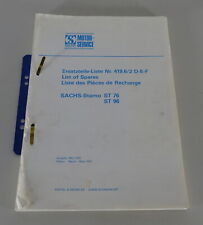 MOTOR-
SERVICE
Ersatzteile-Liste Nr. 419.6/2 D-E-F
List of Spares
Liste des Pièces de Rechange
SACHS-Stamo ST 76
ST 96